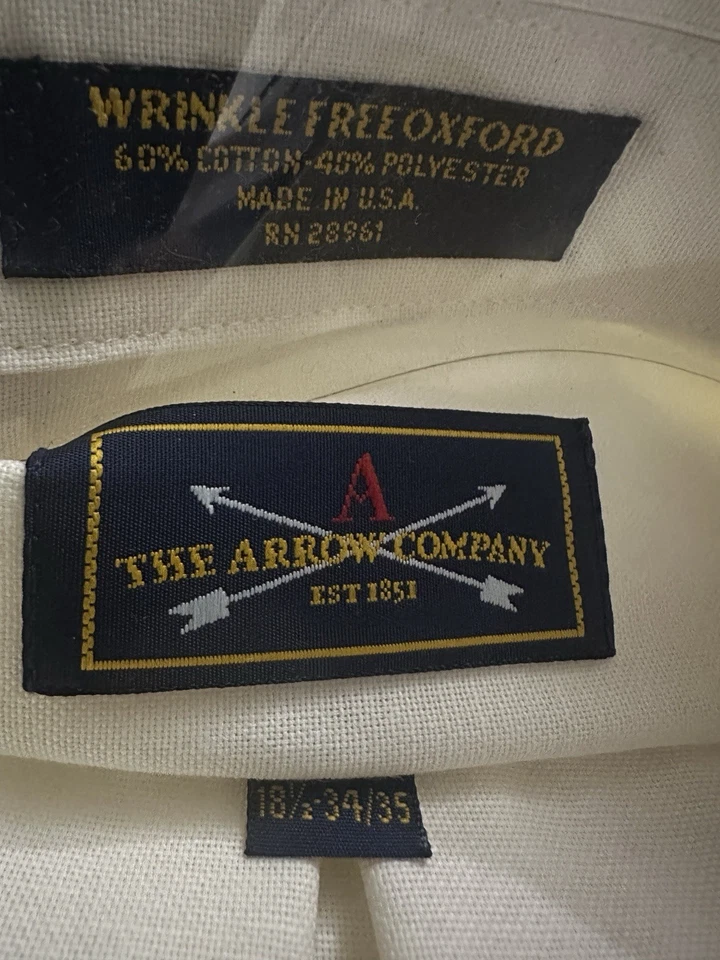 WRINKLE FREE OXFORD
60% COTTON-40% POLYESTER
MADE IN U.S.A.
RN 28961
A
THE ARROW COMPANY
EST 1851
18½-34/35